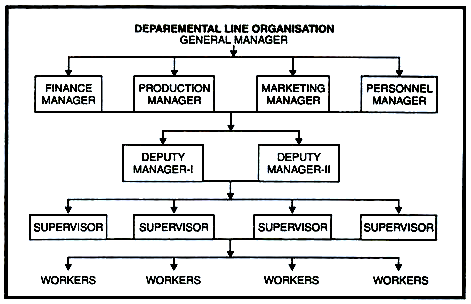 DEPAREMENTAL LINE ORGANISATION
GENERAL MANAGER
FINANCE MANAGER
PRODUCTION MANAGER
MARKETING MANAGER
PERSONNEL MANAGER
DEPUTY MANAGER-I
DEPUTY MANAGER-II
SUPERVISOR
SUPERVISOR
SUPERVISOR
SUPERVISOR
WORKERS
WORKERS
WORKERS
WORKERS